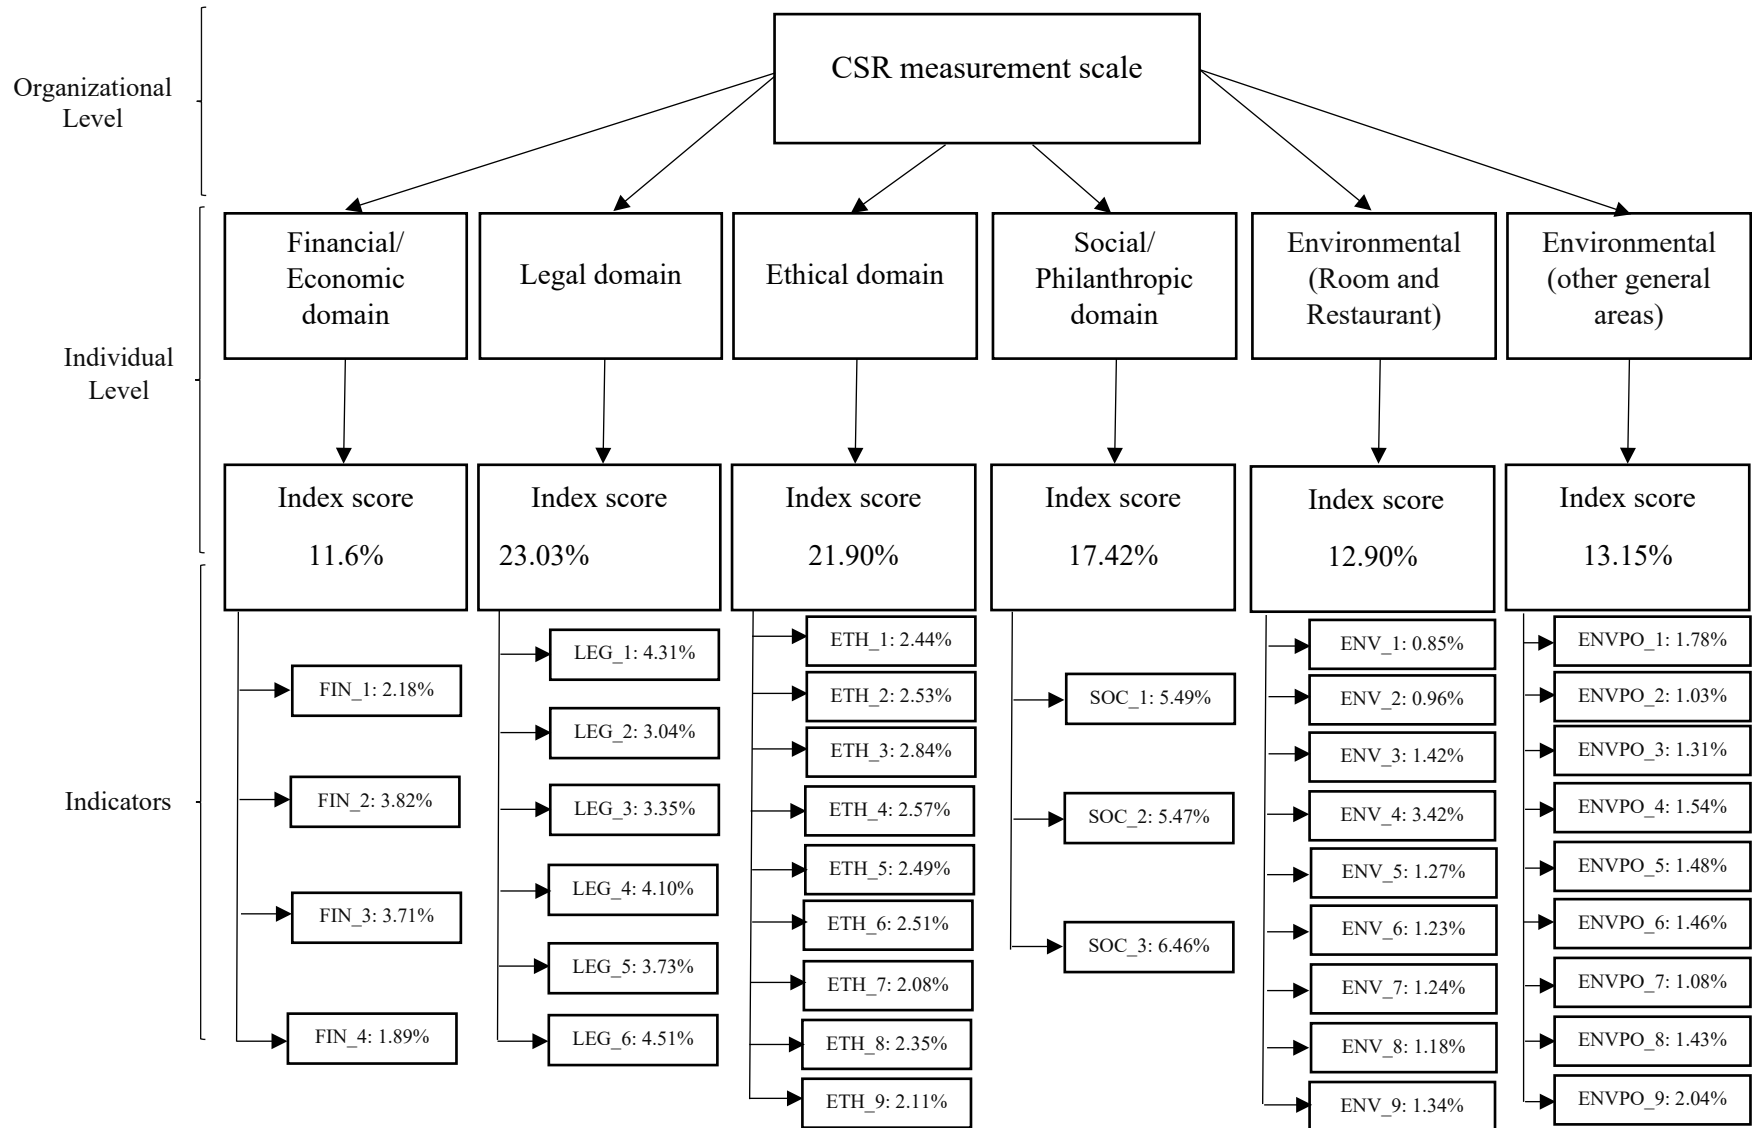 CSR measurement scale
Organizational
Level
Financial/
Economic
domain
Legal domain
Ethical domain
Social/
Philanthropic
domain
Environmental
(Room and
Restaurant)
Environmental
(other general
areas)
Individual
Level
Index score
11.6%
Index score
23.03%
Index score
21.90%
Index score
17.42%
Index score
12.90%
Index score
13.15%
Indicators
FIN_1: 2.18%
FIN_2: 3.82%
FIN_3: 3.71%
FIN_4: 1.89%
LEG_1: 4.31%
LEG_2: 3.04%
LEG_3: 3.35%
LEG_4: 4.10%
LEG_5: 3.73%
LEG_6: 4.51%
ETH_1: 2.44%
ETH_2: 2.53%
ETH_3: 2.84%
ETH_4: 2.57%
ETH_5: 2.49%
ETH_6: 2.51%
ETH_7: 2.08%
ETH_8: 2.35%
ETH_9: 2.11%
SOC_1: 5.49%
SOC_2: 5.47%
SOC_3: 6.46%
ENV_1: 0.85%
ENV_2: 0.96%
ENV_3: 1.42%
ENV_4: 3.42%
ENV_5: 1.27%
ENV_6: 1.23%
ENV_7: 1.24%
ENV_8: 1.18%
ENV_9: 1.34%
ENVPO_1: 1.78%
ENVPO_2: 1.03%
ENVPO_3: 1.31%
ENVPO_4: 1.54%
ENVPO_5: 1.48%
ENVPO_6: 1.46%
ENVPO_7: 1.08%
ENVPO_8: 1.43%
ENVPO_9: 2.04%